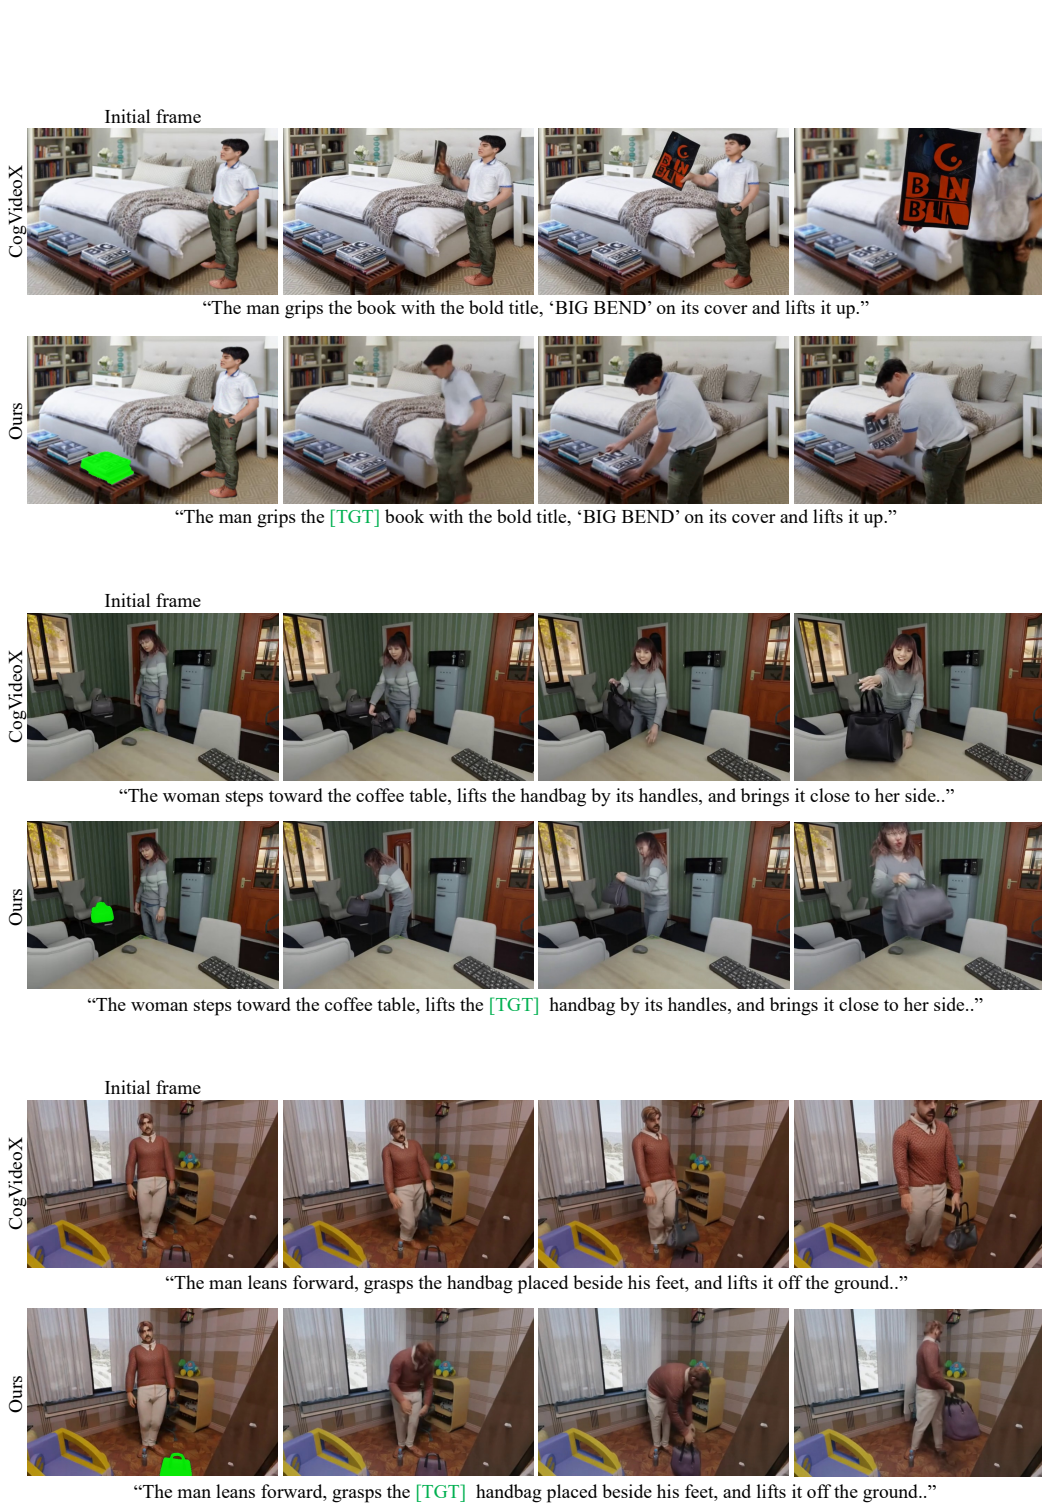 Initial frame
CogVideoX
B IN
BLI
“The man grips the book with the bold title, ‘BIG BEND’ on its cover and lifts it up.”
Ours
BIG
“The man grips the [TGT] book with the bold title, ‘BIG BEND’ on its cover and lifts it up.”
Initial frame
CogVideoX
“The woman steps toward the coffee table, lifts the handbag by its handles, and brings it close to her side..”
Ours
“The woman steps toward the coffee table, lifts the [TGT] handbag by its handles, and brings it close to her side..”
Initial frame
CogVideoX
“The man leans forward, grasps the handbag placed beside his feet, and lifts it off the ground..”
Ours
“The man leans forward, grasps the [TGT] handbag placed beside his feet, and lifts it off the ground..”